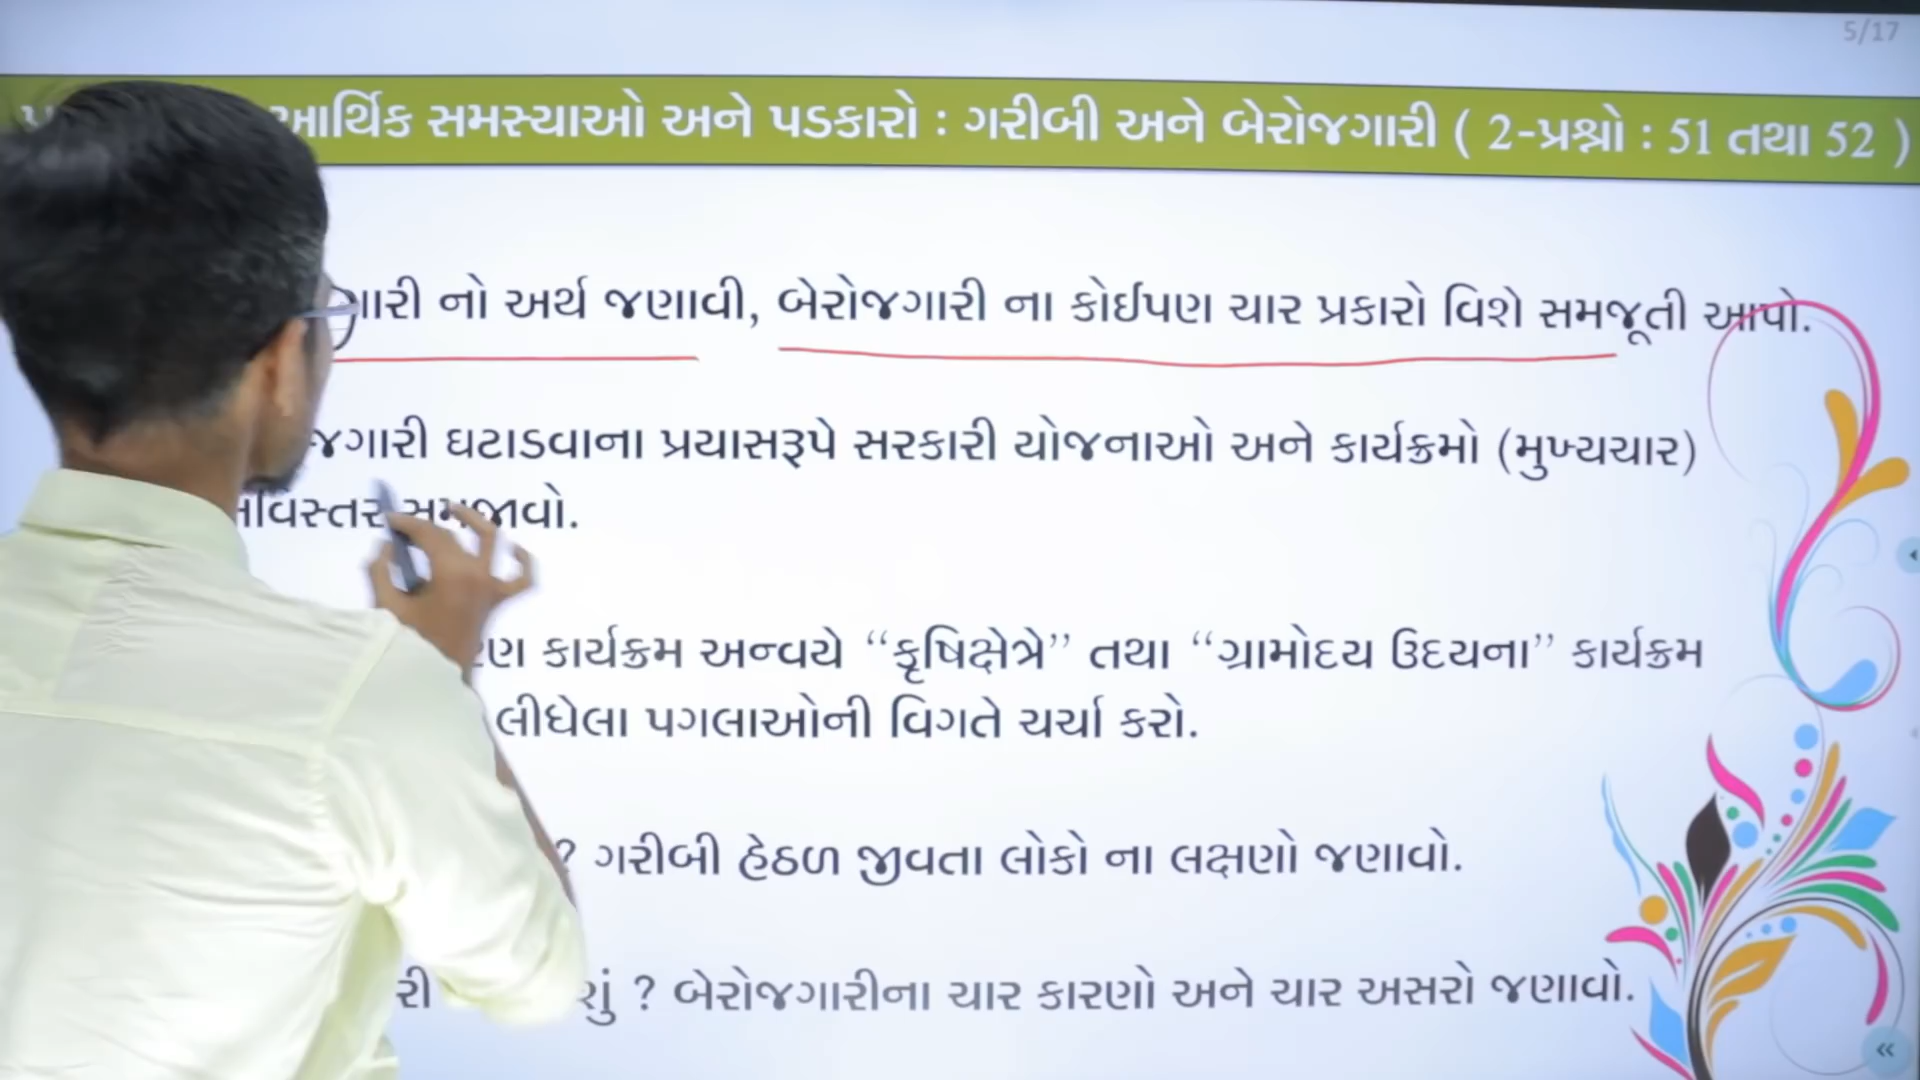 5/17
આર્થિક સમસ્યાઓ અને પડકારો : ગરીબી અને બેરોજગારી ( 2-પ્રશ્નો : 51 તથા 52 )
નો અર્થ જણાવી, બેરોજગારી ના કોઈપણ ચાર પ્રકારો વિશે સમજૂતી આપો.
ઘટાડવાના પ્રયાસરૂપે સરકારી યોજનાઓ અને કાર્યક્રમો (મુખ્યચાર)
સમજાવો.
કાર્યક્રમ અન્વયે “કૃષિક્ષેત્રે” તથા “ગ્રામોદય ઉદયના” કાર્યક્રમ
લીધેલા પગલાઓની વિગતે ચર્ચા કરો.
? ગરીબી હેઠળ જીવતા લોકો ના લક્ષણો જણાવો.
? બેરોજગારીના ચાર કારણો અને ચાર અસરો જણાવો.